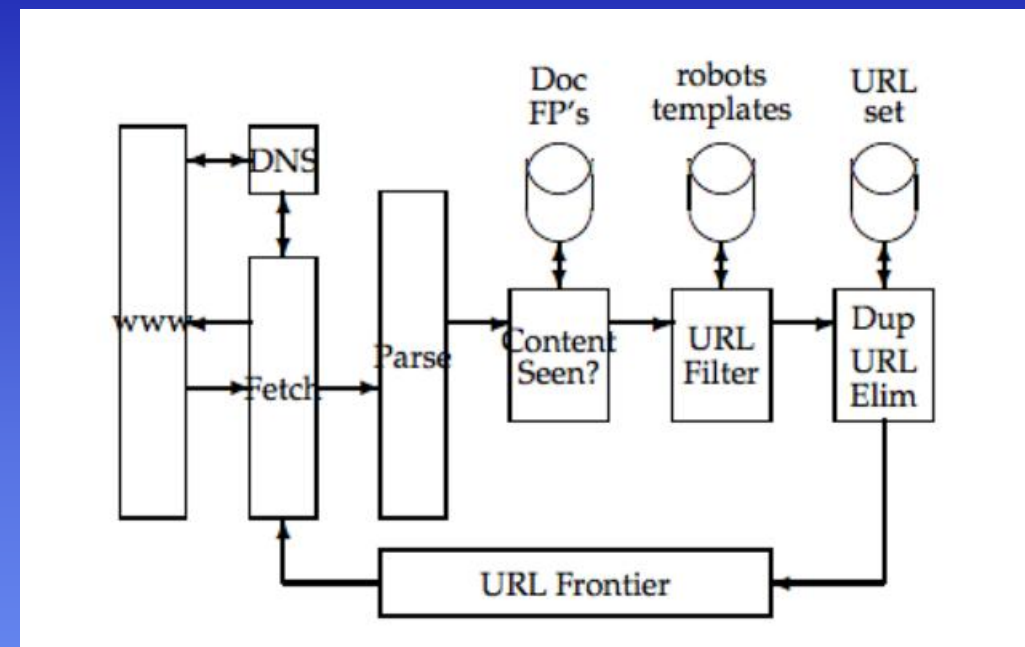 Doc
FP's
robots
templates
URL
set
DNS
www
Fetch
Parse
Content
Seen?
URL
Filter
Dup
URL
Elim
URL Frontier